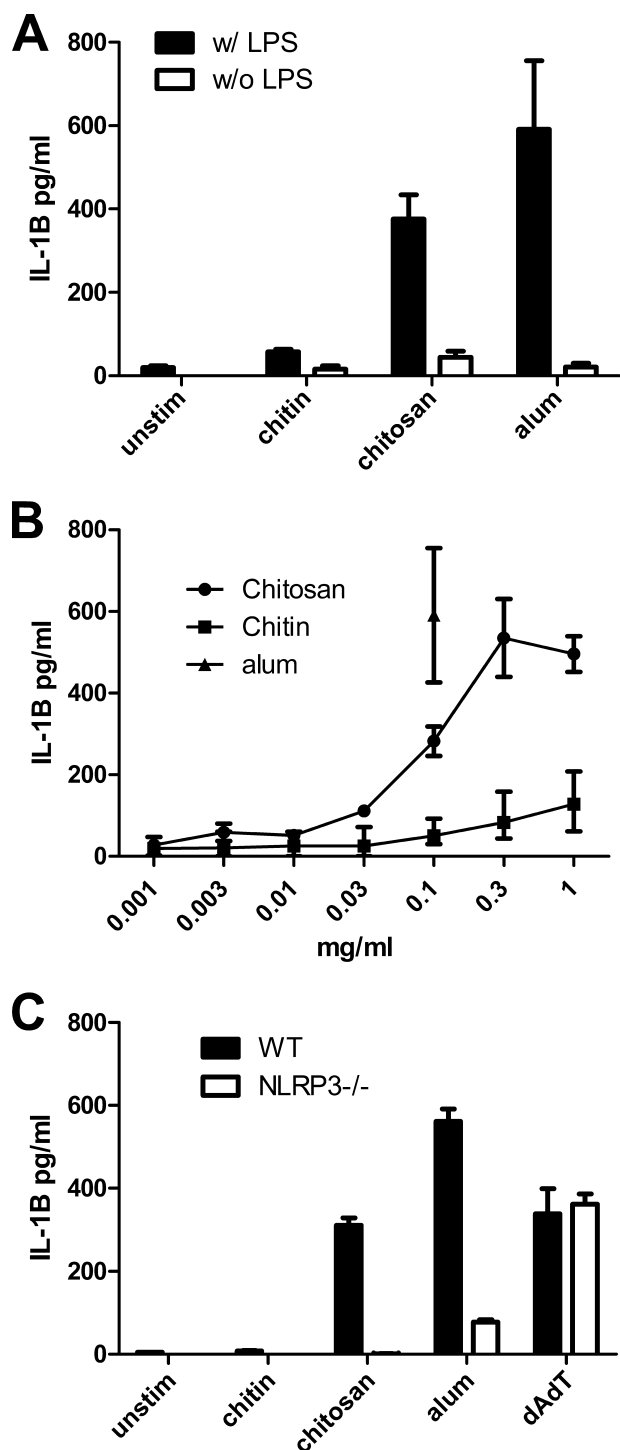 A
w/ LPS
w/o LPS
IL-1B pg/ml
800
600
400
200
0
unstim
chitin
chitosan
alum
B
Chitosan
Chitin
alum
IL-1B pg/ml
800
600
400
200
0
0.001
0.003
0.01
0.03
0.1
0.3
1
mg/ml
C
WT
NLRP3-/-
IL-1B pg/ml
800
600
400
200
0
unstim
chitin
chitosan
alum
dAdT